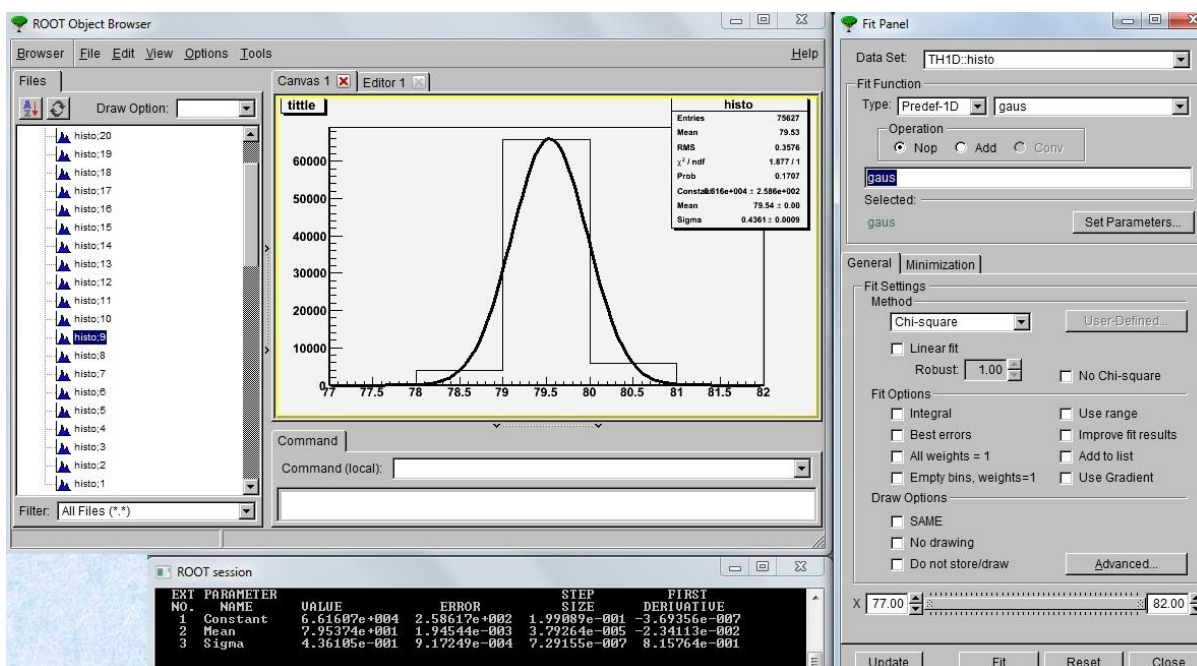 ROOT Object Browser
Browser File Edit View Options Tools Help
Files
Draw Option:
histo;20
histo;19
histo;18
histo;17
histo;16
histo;15
histo;14
histo;13
histo;12
histo;11
histo;10
histo;9
histo;8
histo;7
histo;6
histo;5
histo;4
histo;3
histo;2
histo;1
Filter: All Files (*.*)
Canvas 1 Editor 1
tittle
histo
Entries 75627
Mean 79.53
RMS 0.3576
χ² / ndf 1.877 / 1
Prob 0.1707
± 2.586e+002
Mean 79.54 ± 0.00
Sigma 0.4361 ± 0.0009
60000
50000
40000
30000
20000
10000
0
77 77.5 78 78.5 79 79.5 80 80.5 81 81.5 82
Command
Command (local):
ROOT session
EXT PARAMETER STEP FIRST
NO. NAME VALUE ERROR SIZE DERIVATIVE
1 Constant 6.61607e+004 2.58617e+002 1.99089e-001 -3.69356e-007
2 Mean 7.95374e+001 1.94544e-003 3.79264e-005 -2.34113e-002
3 Sigma 4.36105e-001 9.17249e-004 7.29155e-007 8.15764e-001
Fit Panel
Data Set: TH1D::histo
Fit Function
Type: Predef-1D gaus
Operation
Nop Add Conv
gaus
Selected:
gaus Set Parameters...
General Minimization
Fit Settings
Method
Chi-square User-Defined...
Linear fit
Robust: 1.00 No Chi-square
Fit Options
Integral Use range
Best errors Improve fit results
All weights = 1 Add to list
Empty bins, weights=1 Use Gradient
Draw Options
SAME
No drawing
Do not store/draw Advanced...
X 77.00 82.00
Update Fit Reset Close